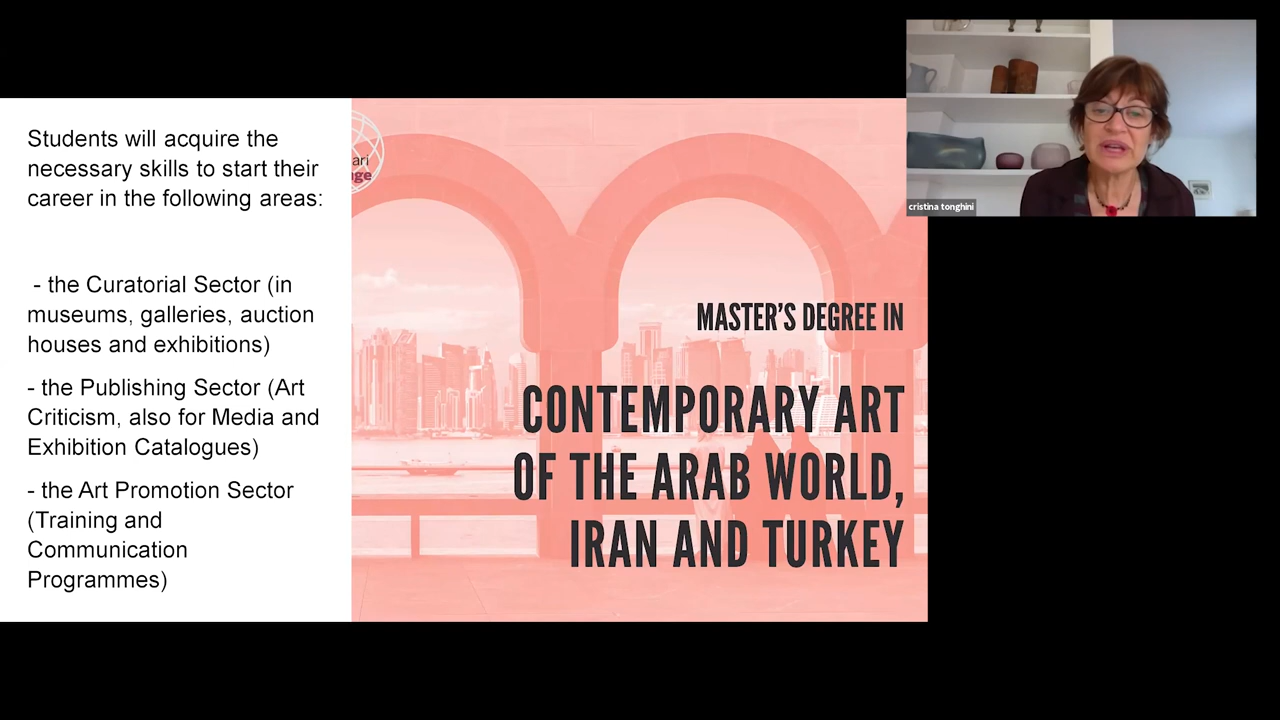 Students will acquire the
necessary skills to start their
career in the following areas:
- the Curatorial Sector (in
museums, galleries, auction
houses and exhibitions)
- the Publishing Sector (Art
Criticism, also for Media and
Exhibition Catalogues)
- the Art Promotion Sector
(Training and
Communication
Programmes)
ari
ge
MASTER'S DEGREE IN
CONTEMPORARY ART
OF THE ARAB WORLD,
IRAN AND TURKEY
cristina tonghini